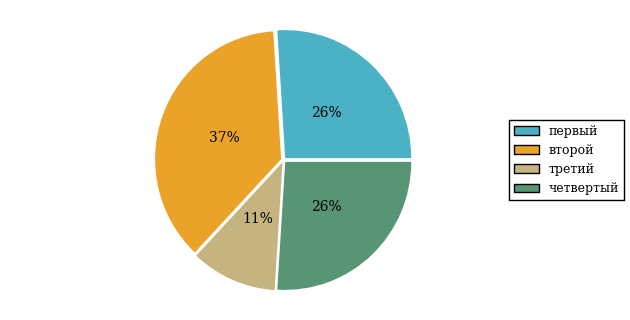 26%
37%
11%
26%
первый
второй
третий
четвертый